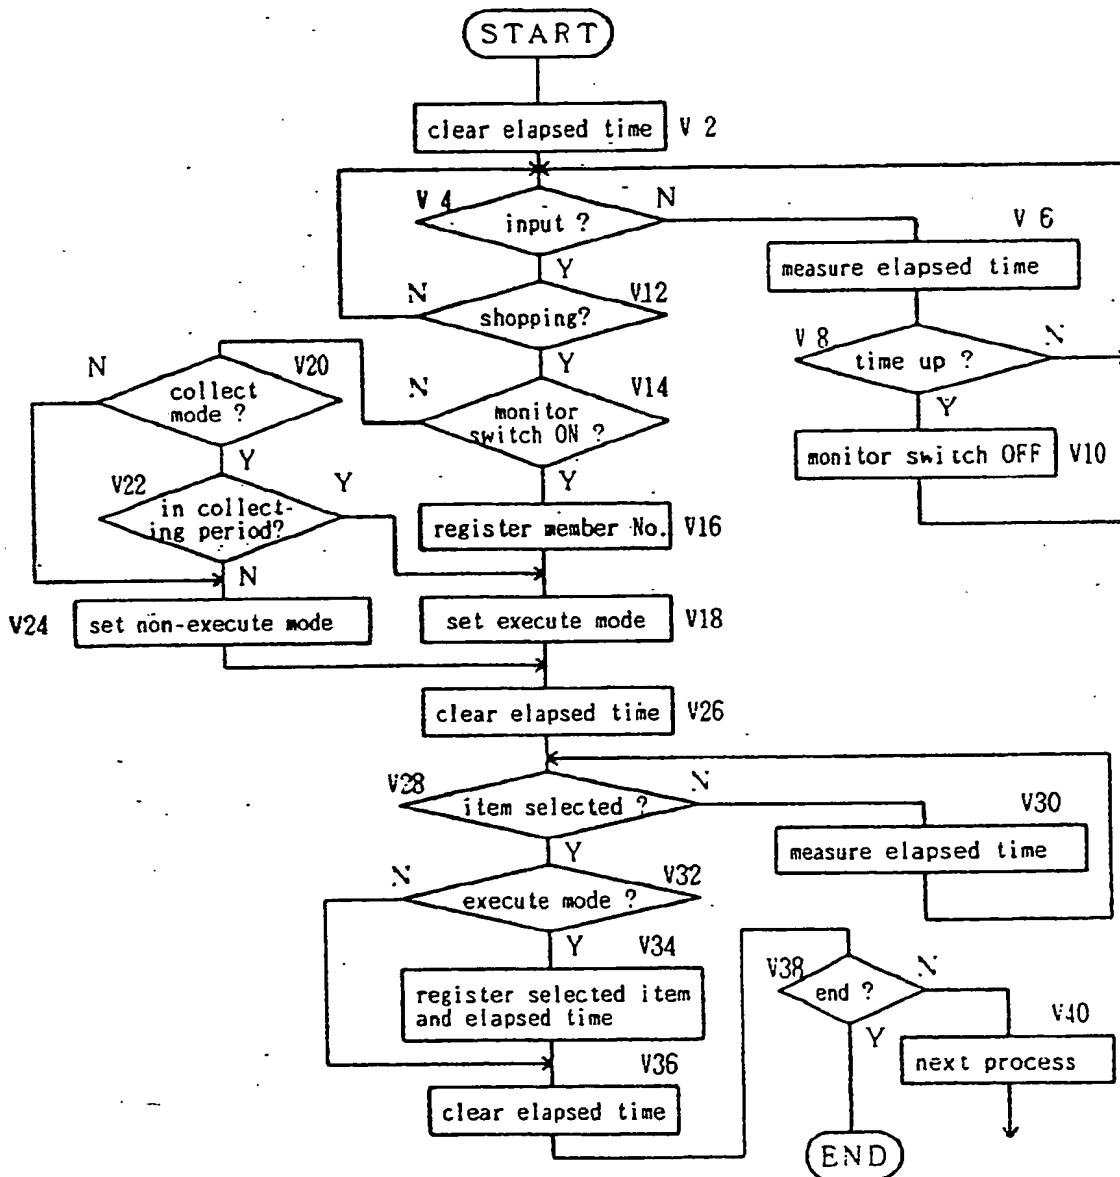 START
clear elapsed time V 2
V 4 N
input ?
Y
V 6
measure elapsed time
V 8 N
time up ?
Y
monitor switch OFF V10
N V12
shopping?
Y
N V14
monitor
switch ON ?
Y
register member No. V16
N V20
collect
mode ?
Y
V22 Y
in collect-
ing period?
N
V24 set non-execute mode
set execute mode V18
clear elapsed time V26
V28 N
item selected ?
Y
V30
measure elapsed time
N V32
execute mode ?
Y V34
register selected item
and elapsed time
V36
clear elapsed time
V38 N
end ?
Y
V40
next process
END